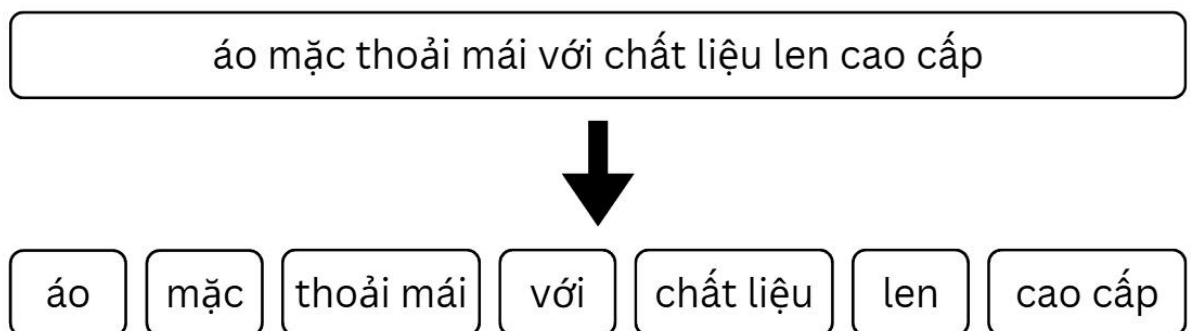 áo mặc thoải mái với chất liệu len cao cấp
áo mặc thoải mái với chất liệu len cao cấp